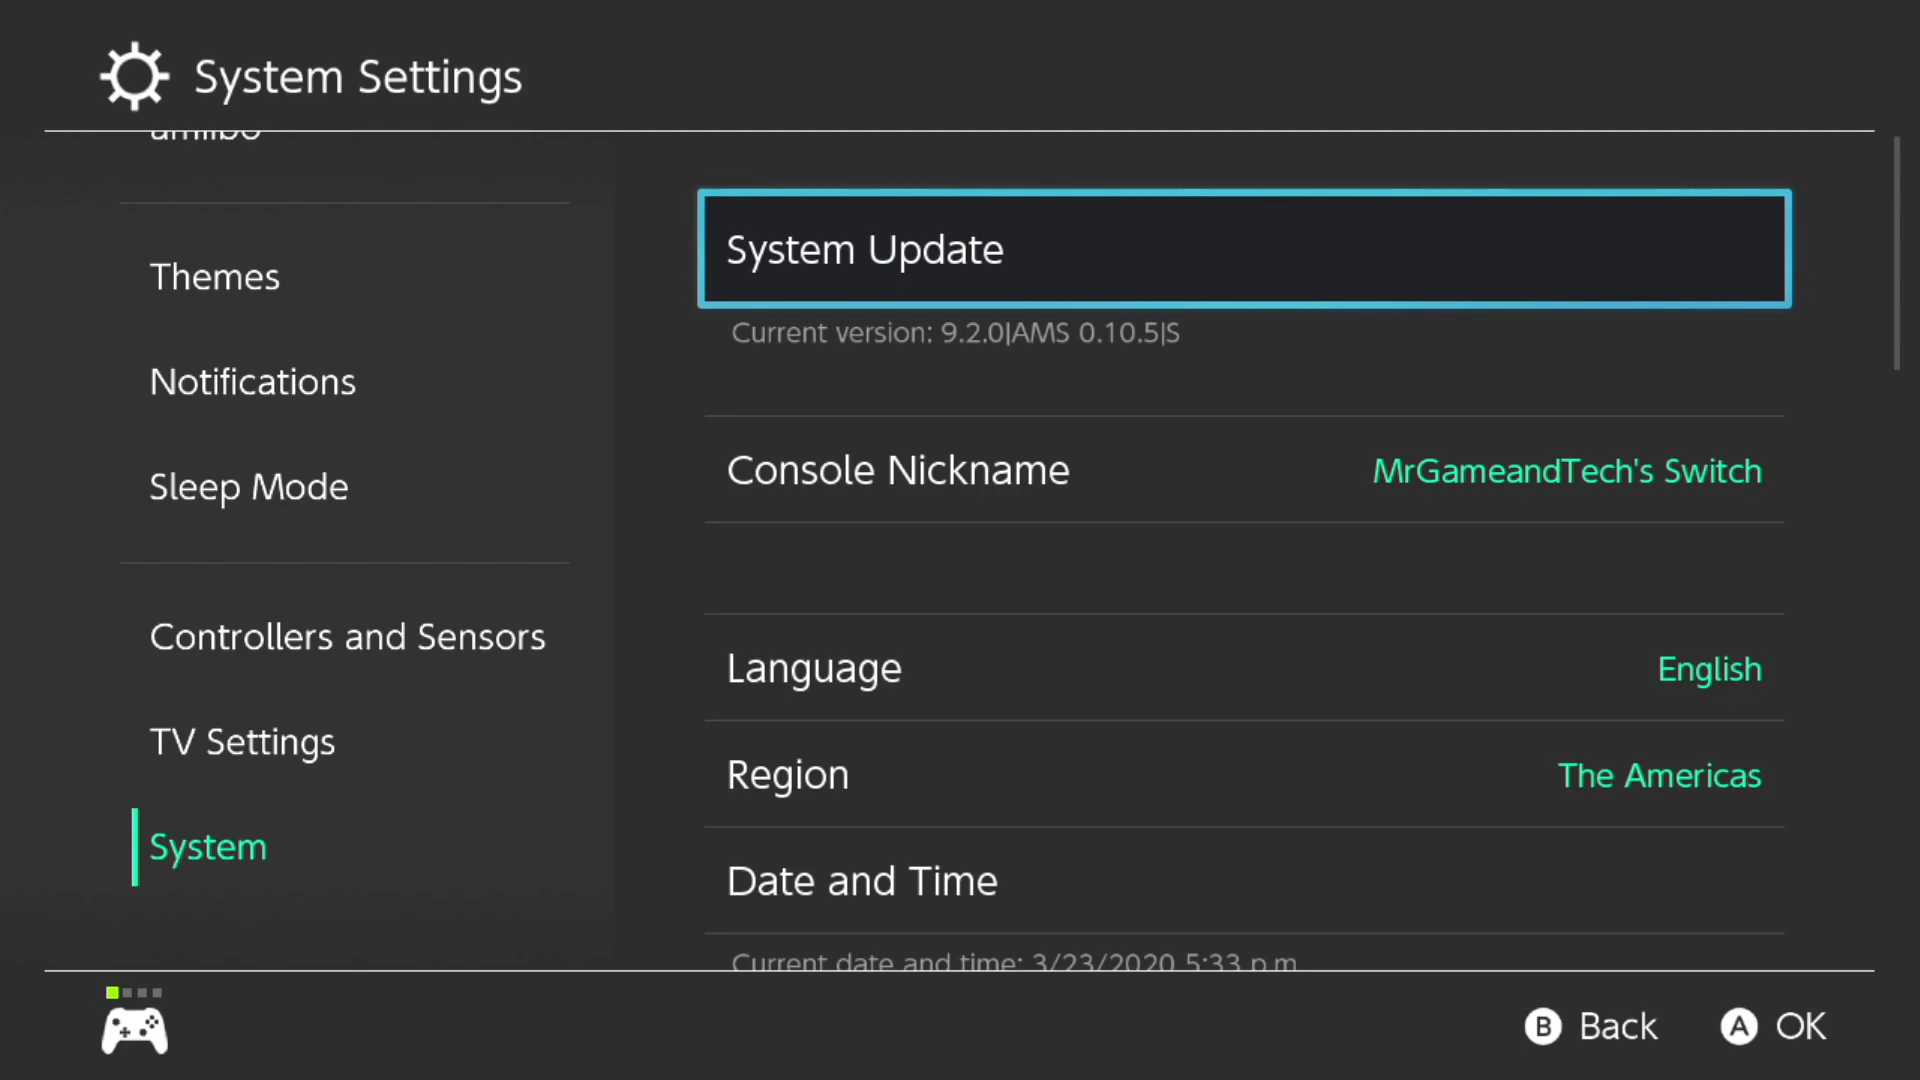 System Settings
amiibo
Themes
Notifications
Sleep Mode
Controllers and Sensors
TV Settings
System
System Update
Current version: 9.2.0|AMS 0.10.5|S
Console Nickname MrGameandTech's Switch
Language English
Region The Americas
Date and Time
Current date and time: 3/23/2020 5:33 p.m.
B Back A OK